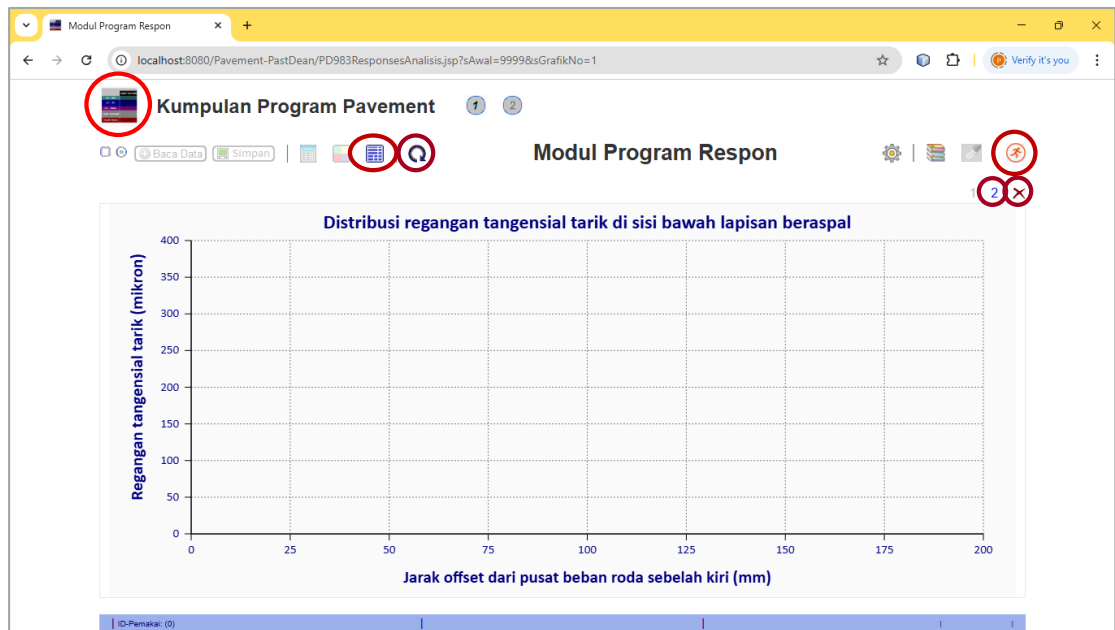 Modul Program Respon
localhost:8080/Pavement-PastDean/PD983ResponsesAnalisis.jsp?sAwal=9999&sGrafikNo=1
Verify it's you
Kumpulan Program Pavement 1 2
Baca Data Simpan
Modul Program Respon
1 2
Distribusi regangan tangensial tarik di sisi bawah lapisan beraspal
Regangan tangensial tarik (mikron)
400
350
300
250
200
150
100
50
0
0 25 50 75 100 125 150 175 200
Jarak offset dari pusat beban roda sebelah kiri (mm)
ID-Pemakai: (0)